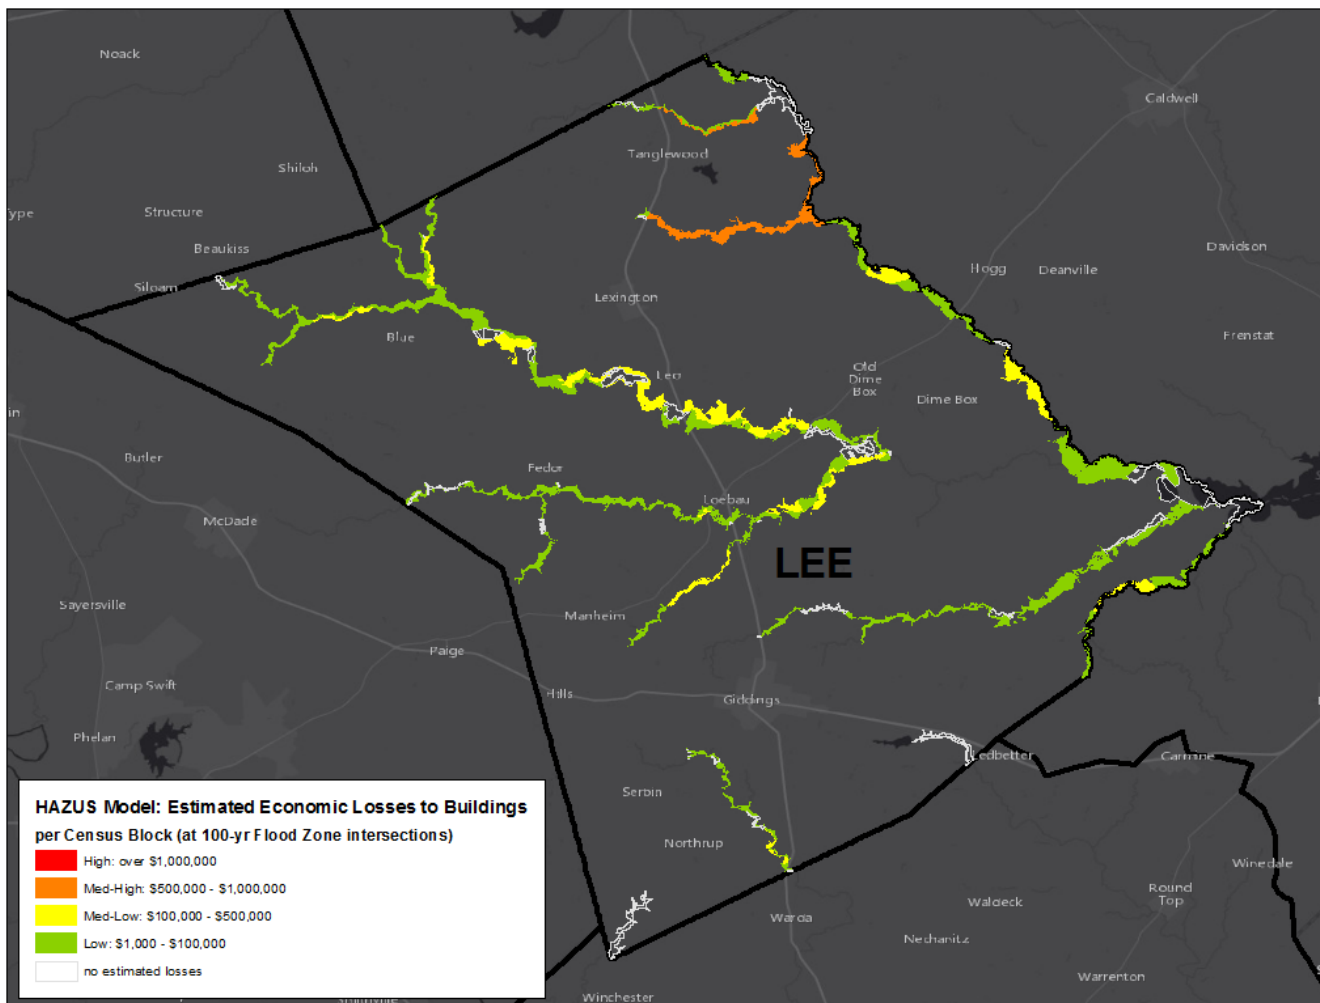 Noack
Caldwell
Tanglewood
Shiloh
Type
Structure
Beaukiss
Davidson
Hogg
Deanville
Siloam
Lexington
Frenstat
Blue
Leo
Old
Dime
Box
Dime Box
in
Butler
Fedor
Loebau
McDade
LEE
Sayersville
Manheim
Paige
Camp Swift
Hills
Giddings
Phelan
Ledbetter
Carmine
Serbin
Northrup
Winedale
Round
Top
Waldeck
Warda
Nechanitz
Warrenton
Winchester
HAZUS Model: Estimated Economic Losses to Buildings
per Census Block (at 100-yr Flood Zone intersections)
High: over $1,000,000
Med-High: $500,000 - $1,000,000
Med-Low: $100,000 - $500,000
Low: $1,000 - $100,000
no estimated losses